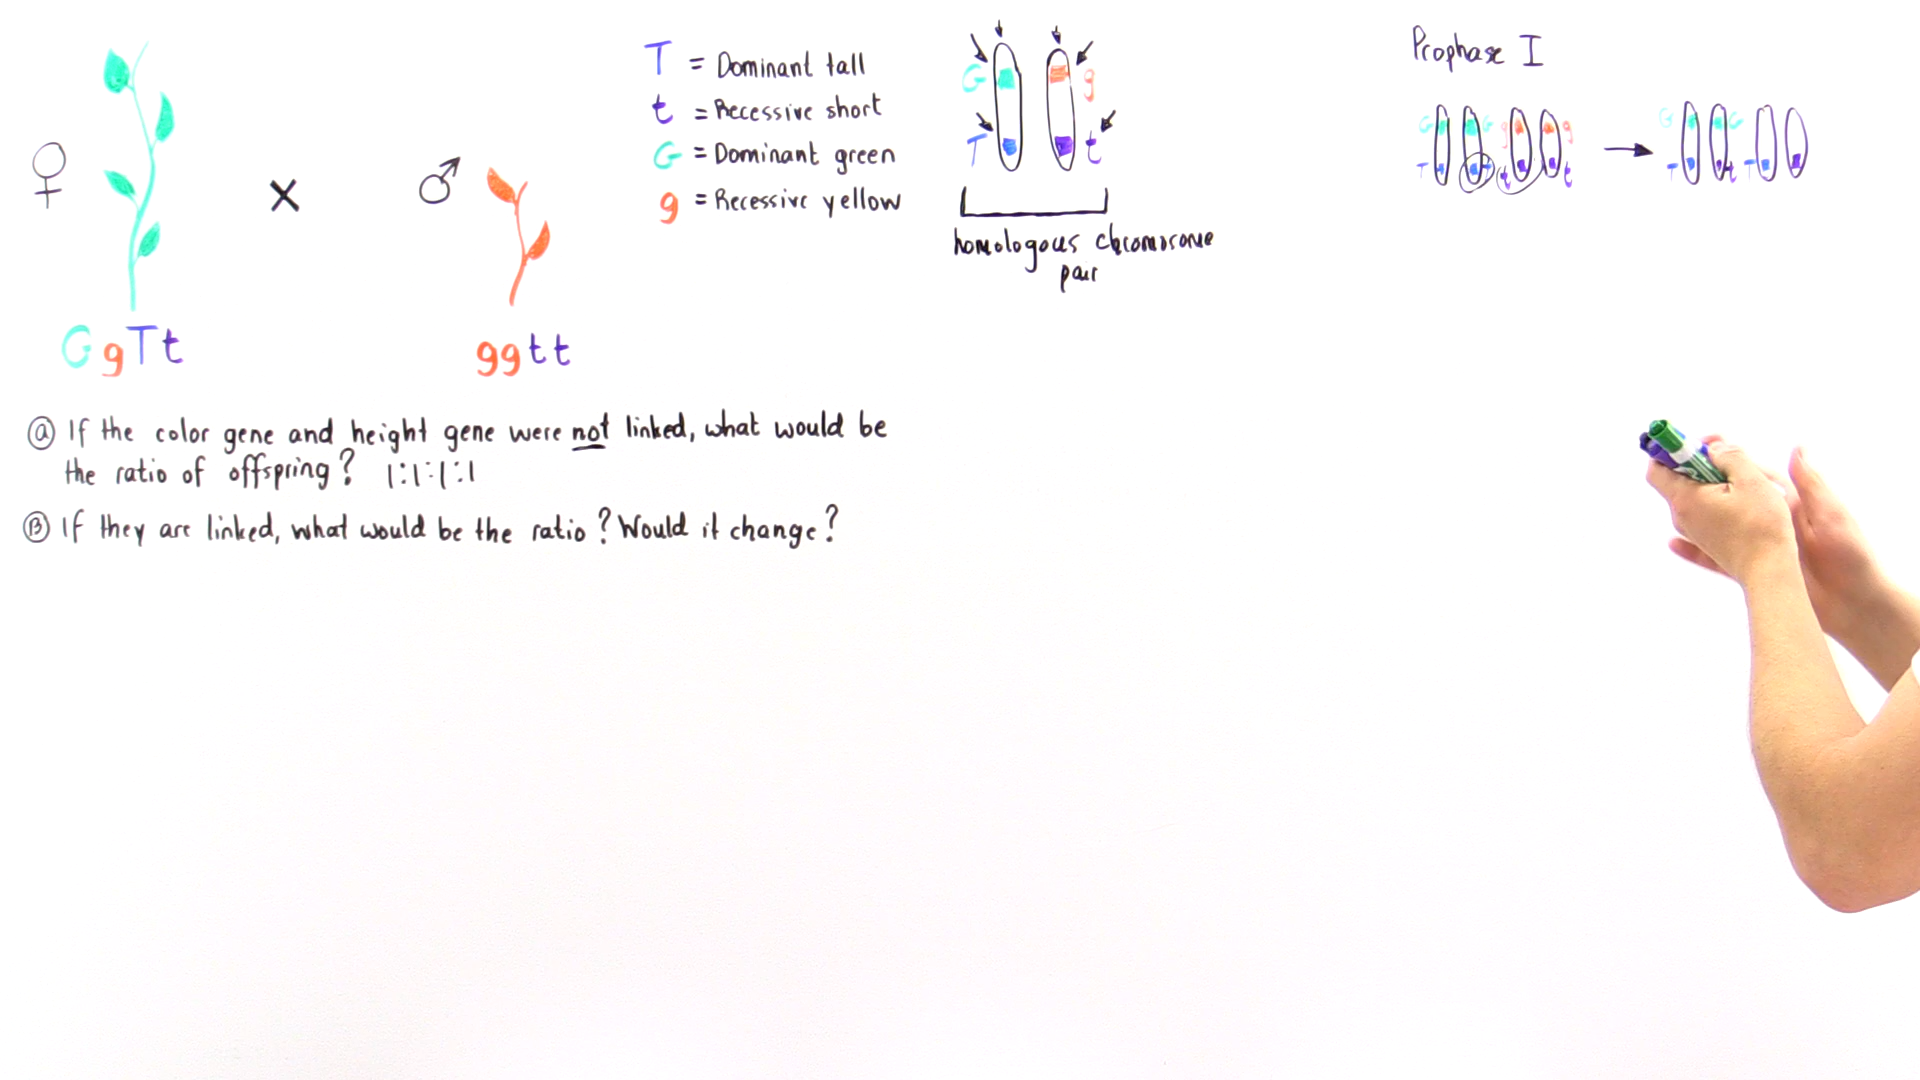 ♀ × ♂
GgTt
ggtt
T = Dominant tall
t = Recessive short
G = Dominant green
g = Recessive yellow
G g
T t
homologous chromosome
pair
Prophase I
G G g g → G G
T T t t T t T
ⓐ If the color gene and height gene were not linked, what would be
the ratio of offspring? 1:1:1:1
Ⓑ If they are linked, what would be the ratio? Would it change?